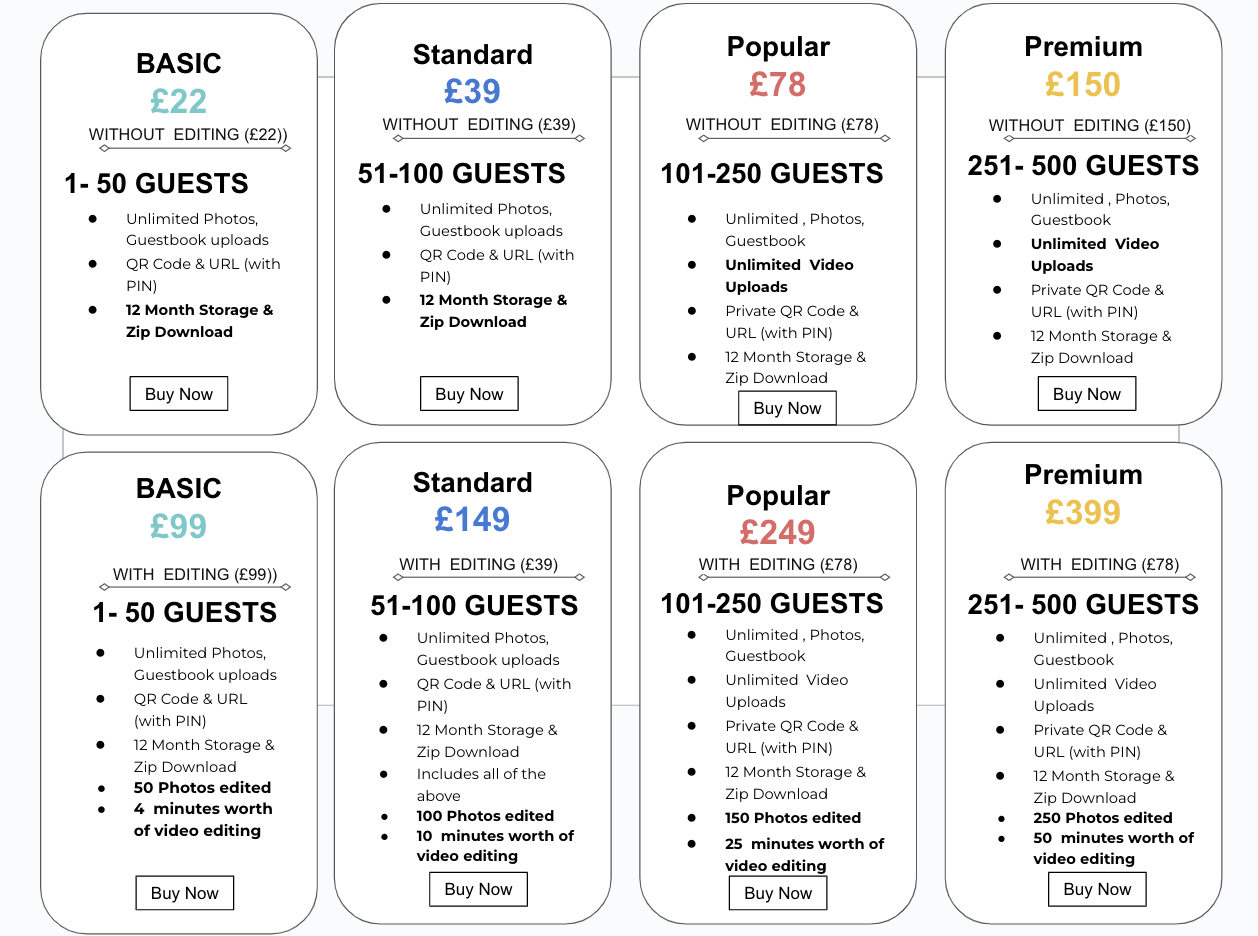 BASIC
£22
WITHOUT  EDITING (£22))
1- 50 GUESTS
● Unlimited Photos,
Guestbook uploads
● QR Code & URL (with
PIN)
● 12 Month Storage &
Zip Download
Buy Now
Standard
£39
WITHOUT  EDITING (£39)
51-100 GUESTS
● Unlimited Photos,
Guestbook uploads
● QR Code & URL (with
PIN)
● 12 Month Storage &
Zip Download
Buy Now
Popular
£78
WITHOUT  EDITING (£78)
101-250 GUESTS
● Unlimited , Photos,
Guestbook
● Unlimited  Video
Uploads
● Private QR Code &
URL (with PIN)
● 12 Month Storage &
Zip Download
Buy Now
Premium
£150
WITHOUT  EDITING (£150)
251- 500 GUESTS
● Unlimited , Photos,
Guestbook
● Unlimited  Video
Uploads
● Private QR Code &
URL (with PIN)
● 12 Month Storage &
Zip Download
Buy Now
BASIC
£99
WITH  EDITING (£99))
1- 50 GUESTS
● Unlimited Photos,
Guestbook uploads
● QR Code & URL
(with PIN)
● 12 Month Storage &
Zip Download
● 50 Photos edited
● 4  minutes worth
of video editing
Buy Now
Standard
£149
WITH  EDITING (£39)
51-100 GUESTS
● Unlimited Photos,
Guestbook uploads
● QR Code & URL (with
PIN)
● 12 Month Storage &
Zip Download
● Includes all of the
above
● 100 Photos edited
● 10  minutes worth of
video editing
Buy Now
Popular
£249
WITH  EDITING (£78)
101-250 GUESTS
● Unlimited , Photos,
Guestbook
● Unlimited  Video
Uploads
● Private QR Code &
URL (with PIN)
● 12 Month Storage &
Zip Download
● 150 Photos edited
● 25  minutes worth of
video editing
Buy Now
Premium
£399
WITH  EDITING (£78)
251- 500 GUESTS
● Unlimited , Photos,
Guestbook
● Unlimited  Video
Uploads
● Private QR Code &
URL (with PIN)
● 12 Month Storage &
Zip Download
● 250 Photos edited
● 50  minutes worth of
video editing
Buy Now